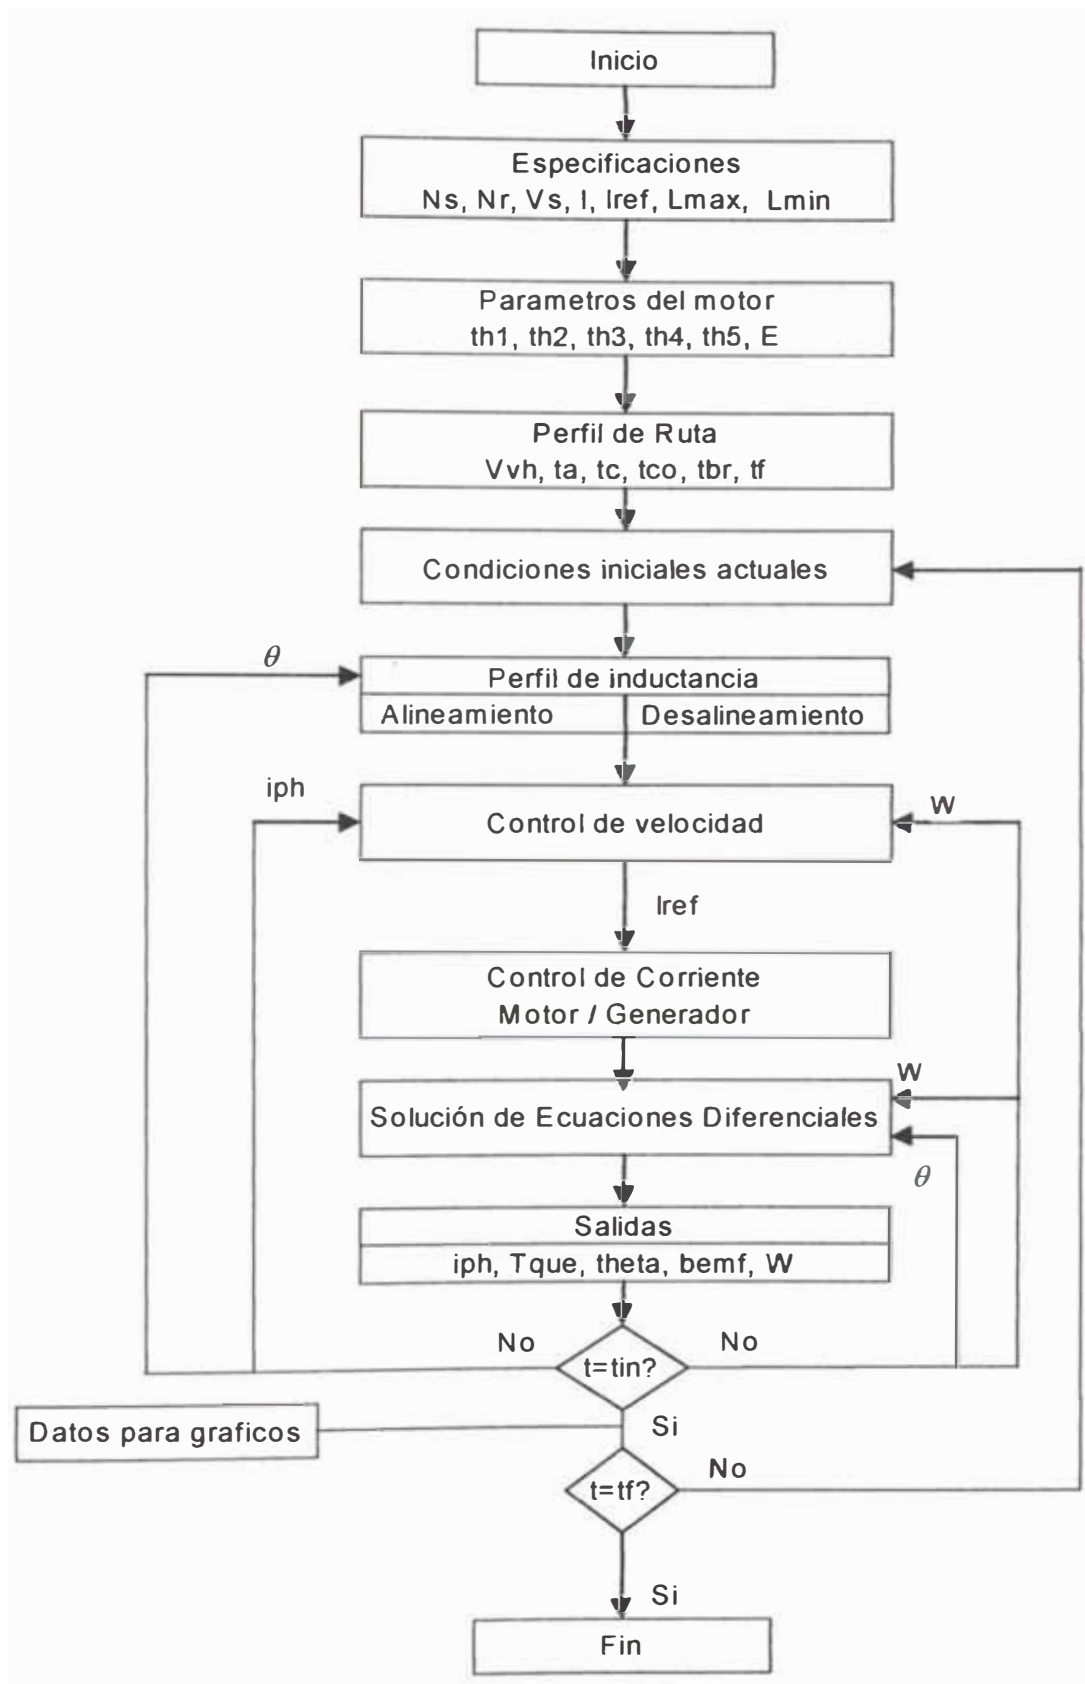 Inicio
Especificaciones
Ns, Nr, Vs, I, Iref, Lmax, Lmin
Parametros del motor
th1, th2, th3, th4, th5, E
Perfil de Ruta
Vvh, ta, tc, tco, tbr, tf
Condiciones iniciales actuales
θ
Perfil de inductancia
Alineamiento
Desalineamiento
iph
W
Control de velocidad
Iref
Control de Corriente
Motor / Generador
W
Solución de Ecuaciones Diferenciales
θ
Salidas
iph, Tque, theta, bemf, W
No
No
t=tin?
Si
Datos para graficos
No
t=tf?
Si
Fin